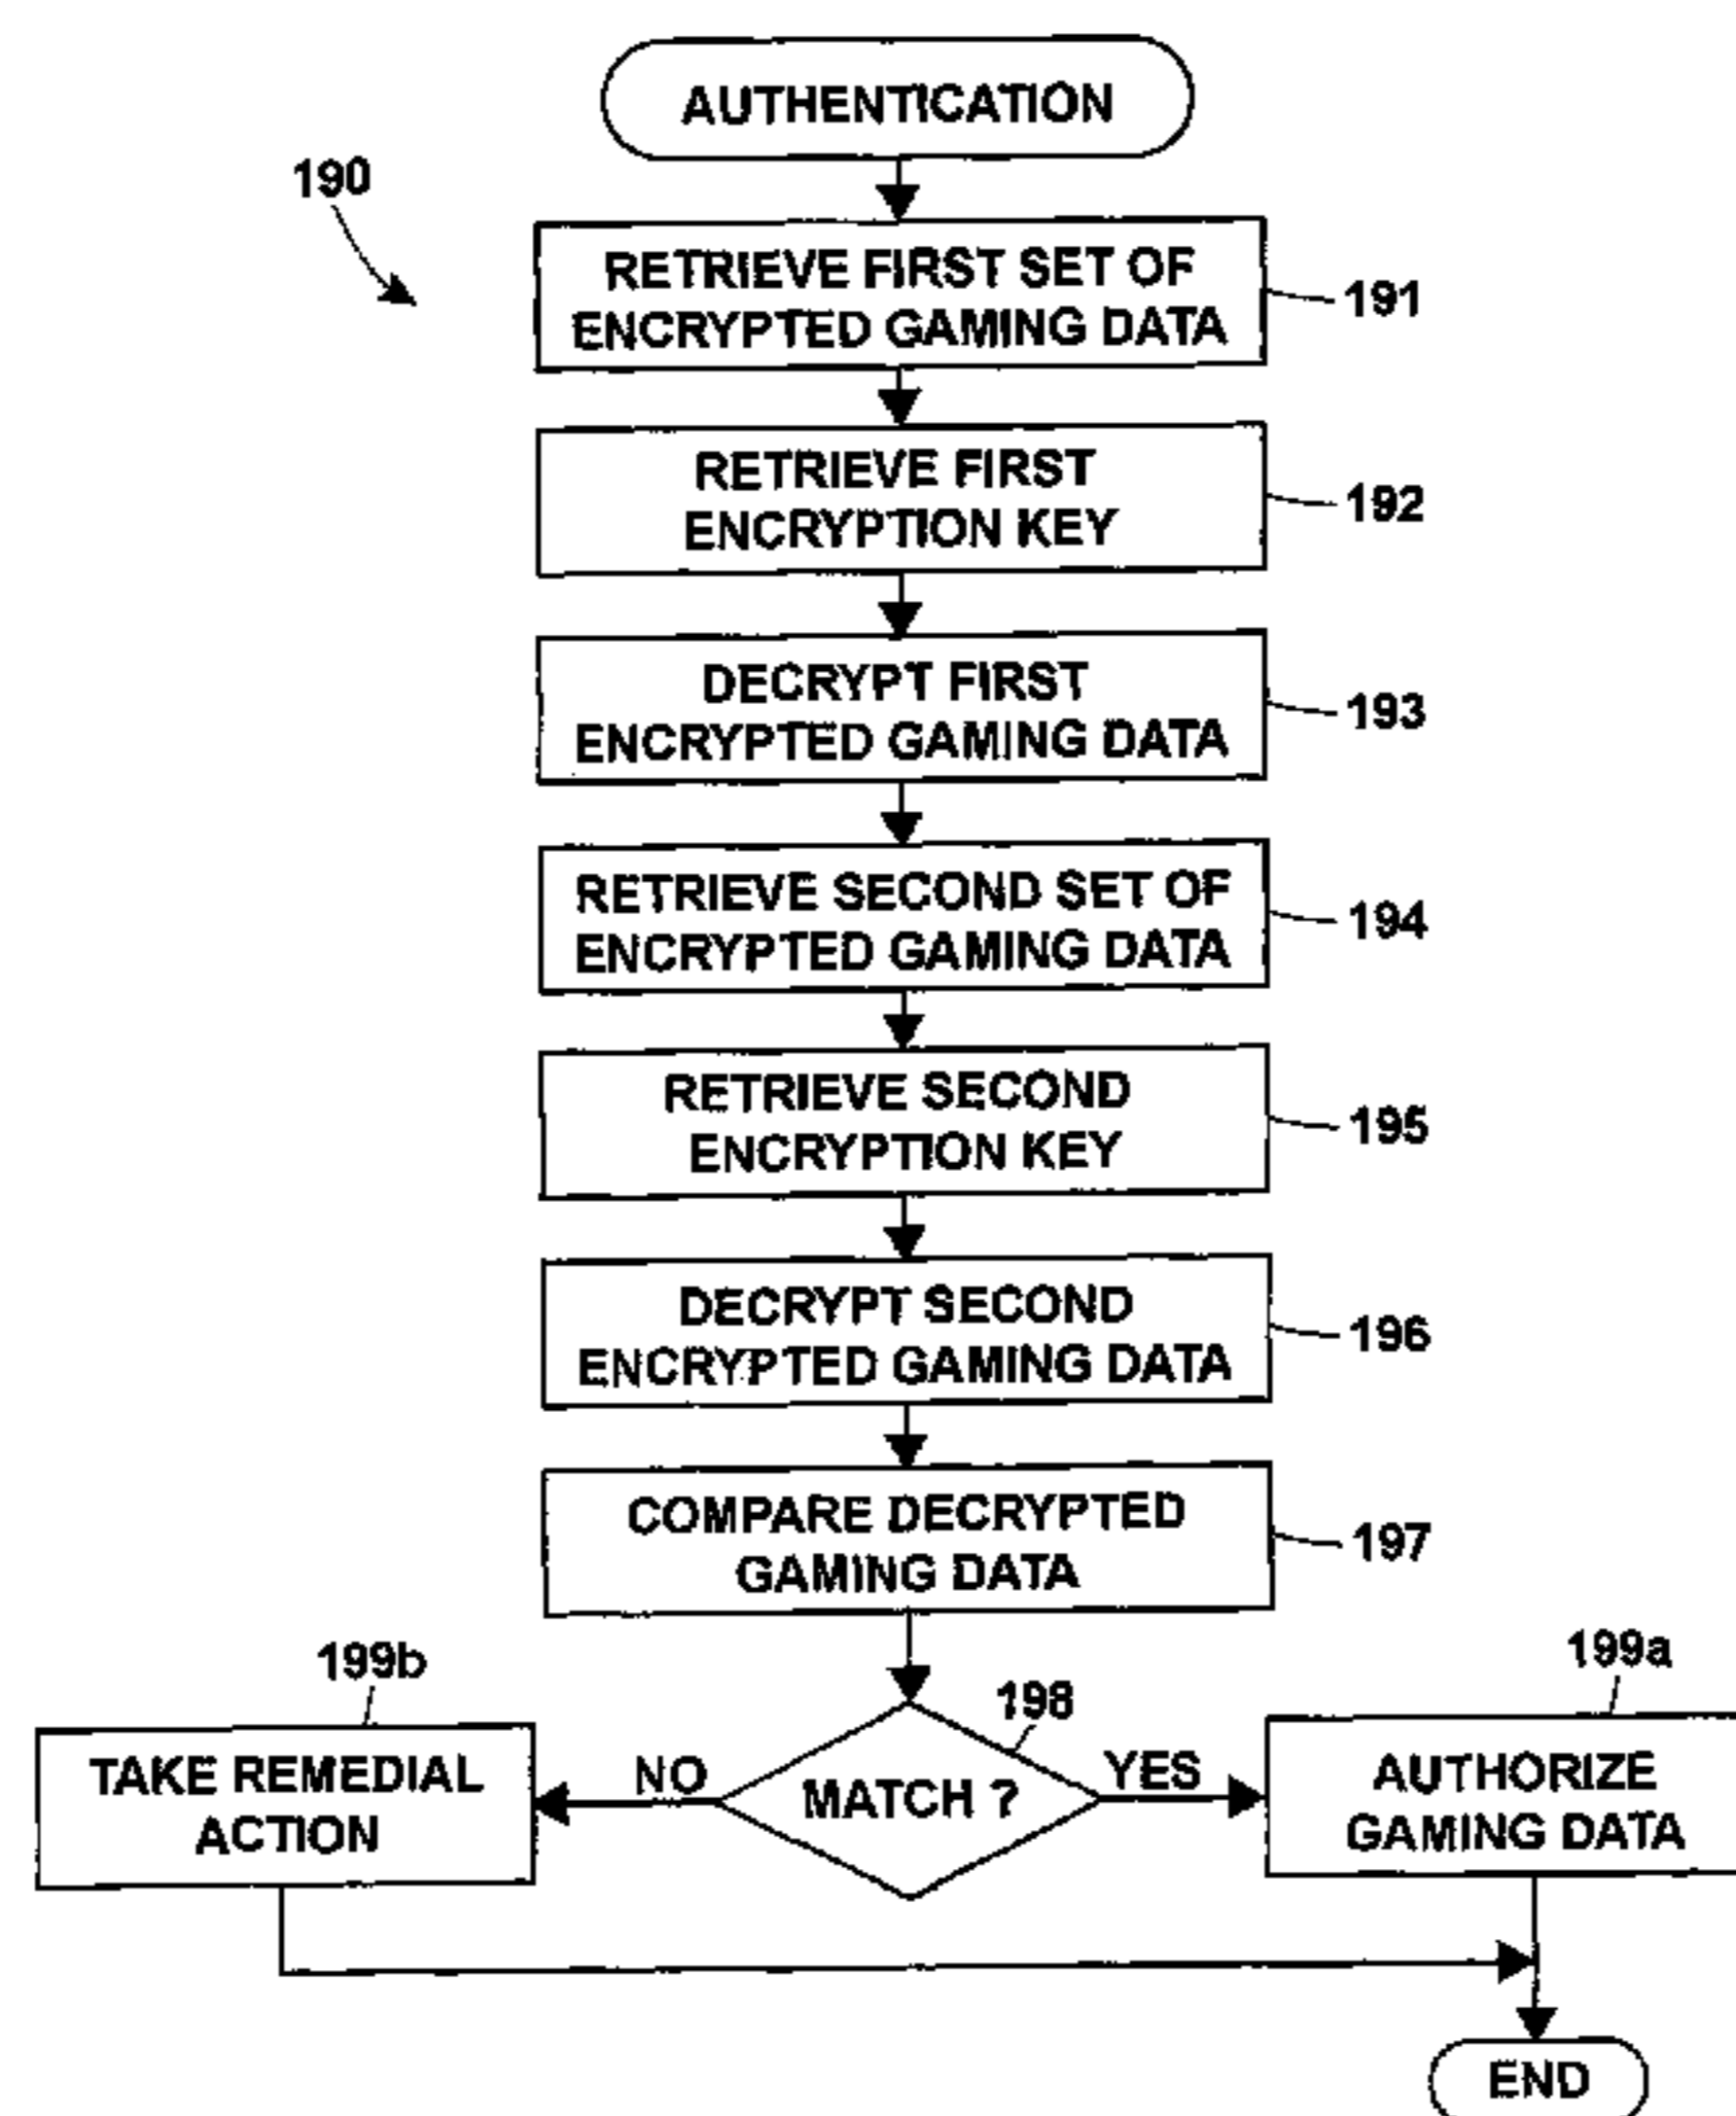 AUTHENTICATION
190
RETRIEVE FIRST SET OF
ENCRYPTED GAMING DATA
191
RETRIEVE FIRST
ENCRYPTION KEY
192
DECRYPT FIRST
ENCRYPTED GAMING DATA
193
RETRIEVE SECOND SET OF
ENCRYPTED GAMING DATA
194
RETRIEVE SECOND
ENCRYPTION KEY
195
DECRYPT SECOND
ENCRYPTED GAMING DATA
196
COMPARE DECRYPTED
GAMING DATA
197
199b
TAKE REMEDIAL
ACTION
NO
198
MATCH ?
YES
199a
AUTHORIZE
GAMING DATA
END